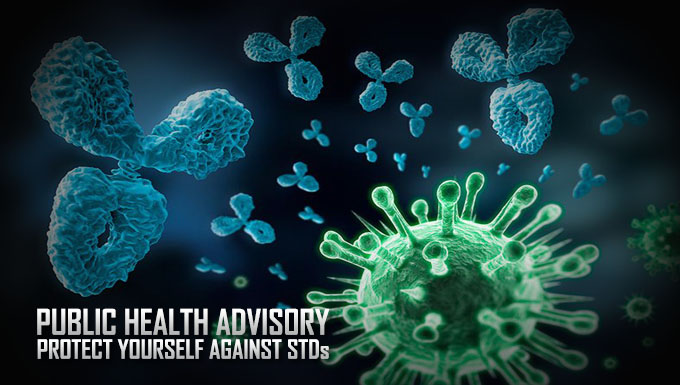 PUBLIC HEALTH ADVISORY
PROTECT YOURSELF AGAINST STDs